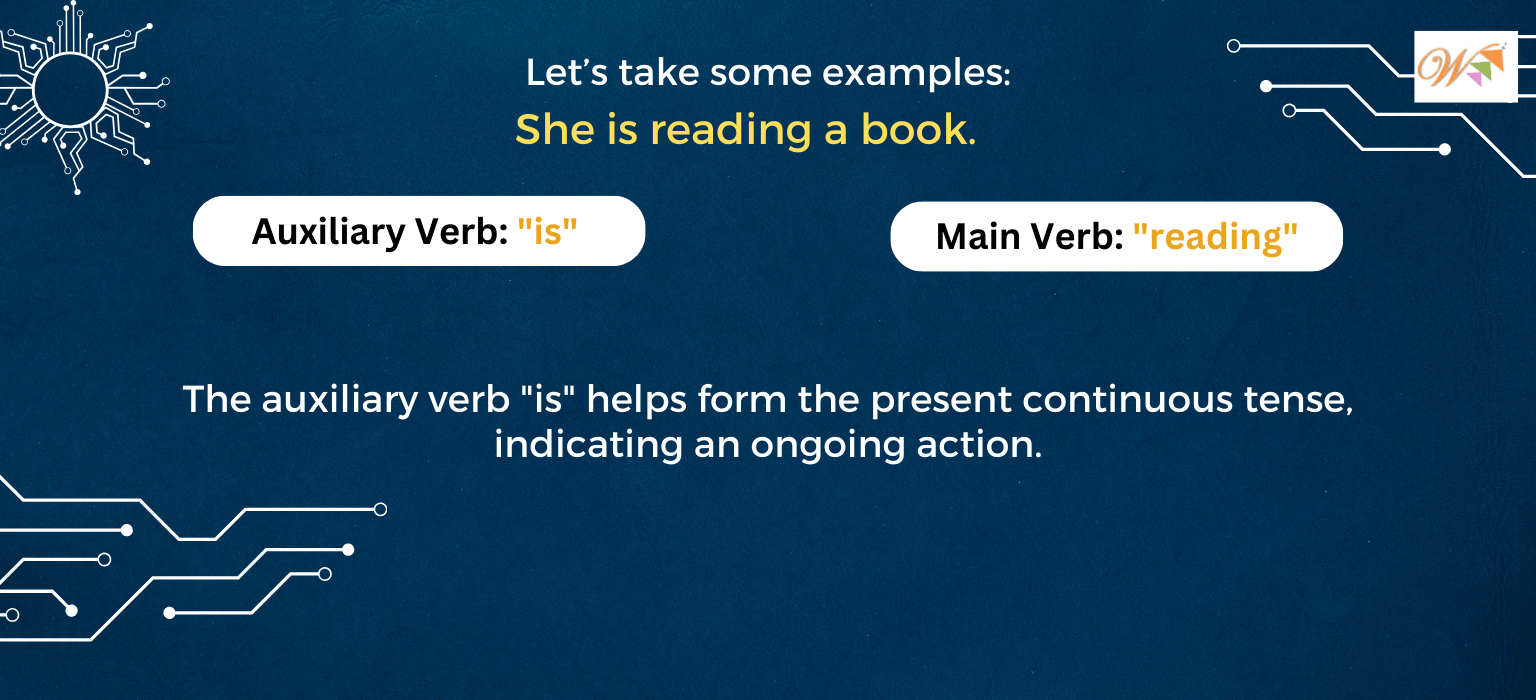 Let’s take some examples:
She is reading a book.
Auxiliary Verb: "is"
Main Verb: "reading"
The auxiliary verb "is" helps form the present continuous tense,
indicating an ongoing action.
W